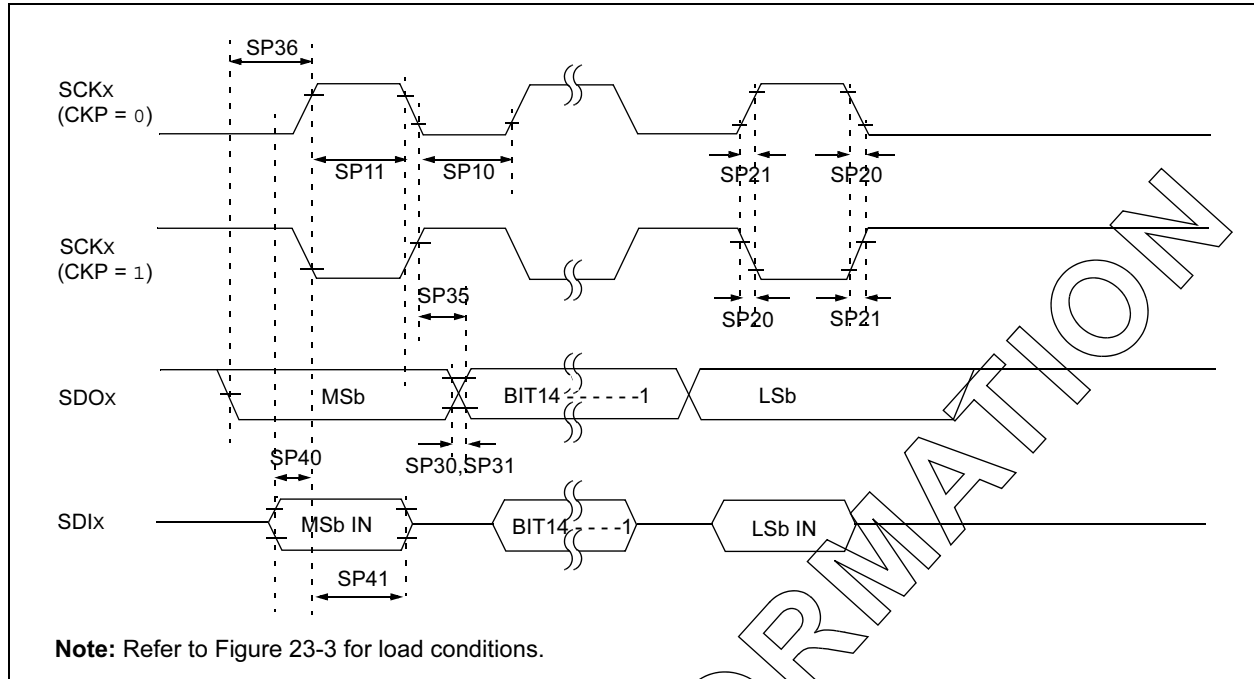 SP36
SCKx
(CKP = 0)
SP11
SP10
SP21
SP20
SCKx
(CKP = 1)
SP35
SP20
SP21
SDOx
MSb
BIT14 - - - - - -1
LSb
SP40
SP30,SP31
SDIx
MSb IN
BIT14 - - - -1
LSb IN
SP41
Note: Refer to Figure 23-3 for load conditions.
RMATION